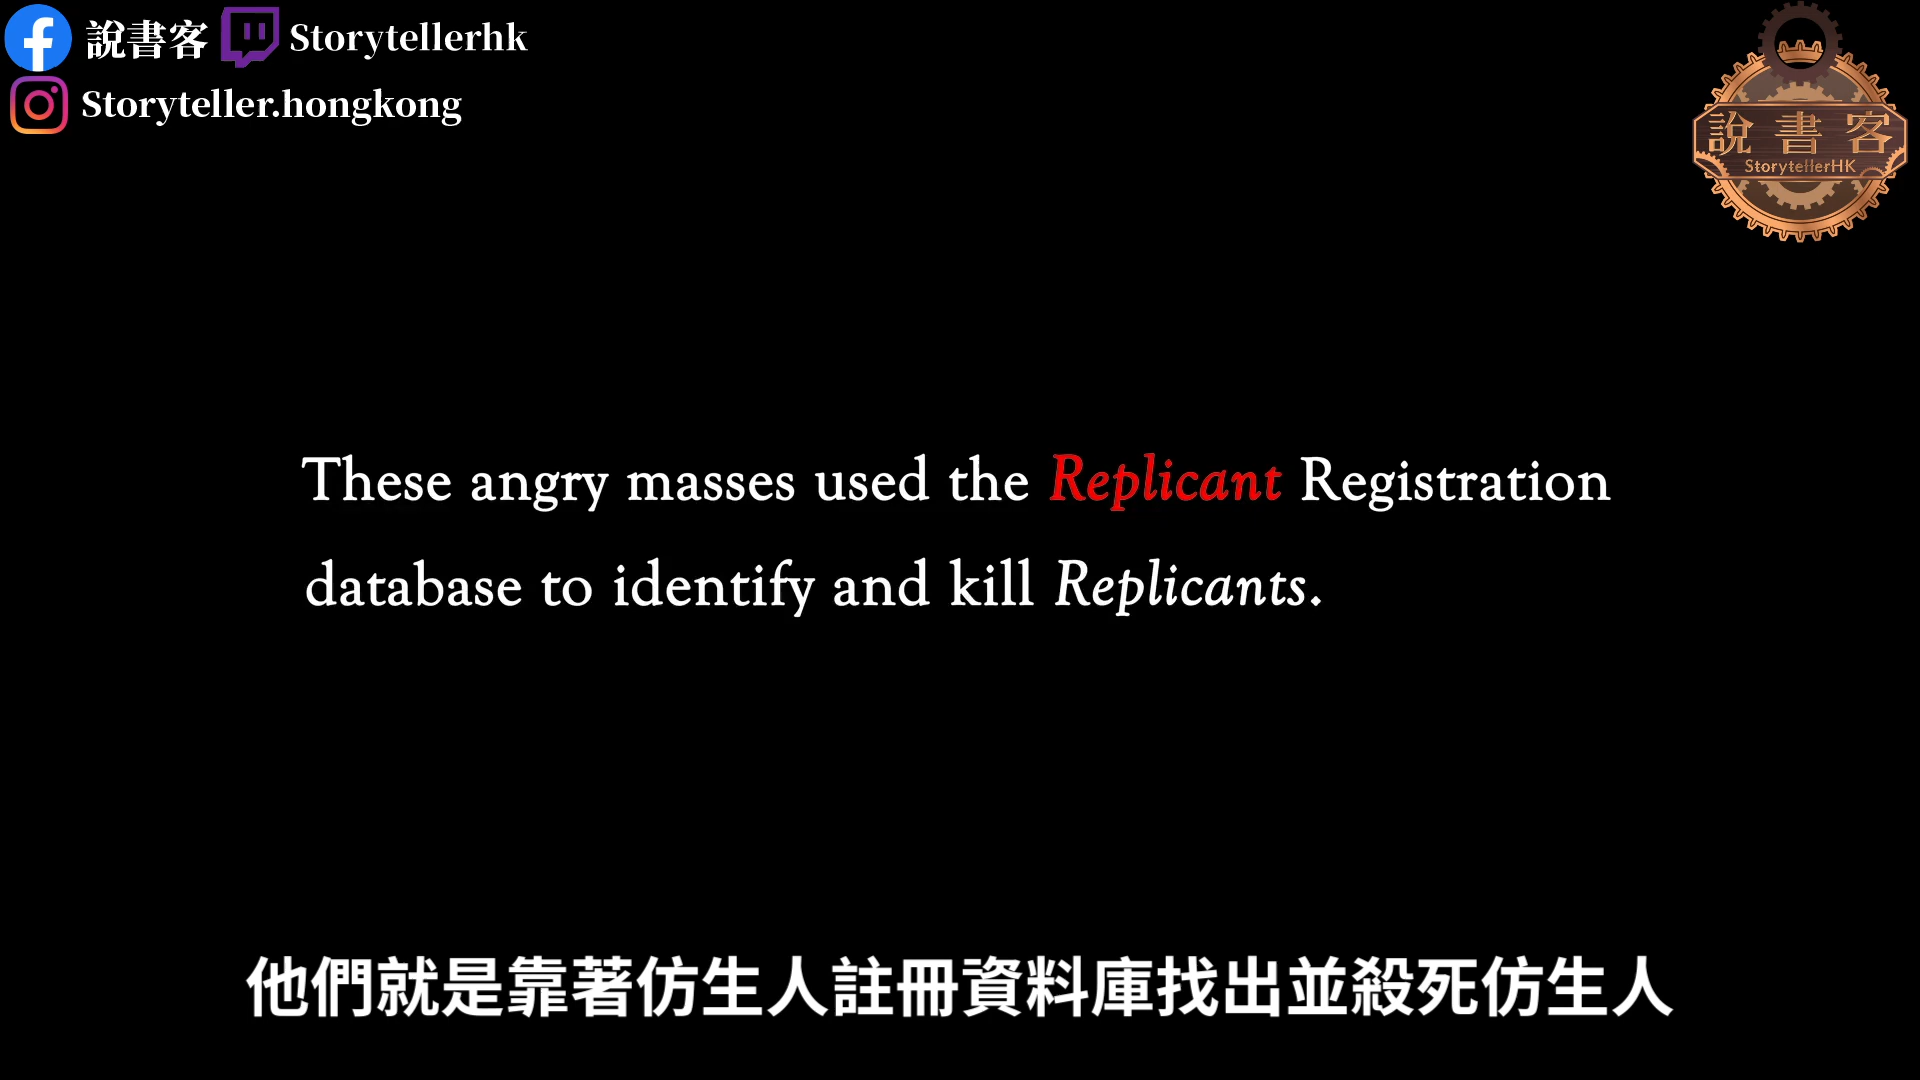 說書客 Storytellerhk
Storyteller.hongkong
說書客
StorytellerHK
These angry masses used the Replicant Registration
database to identify and kill Replicants.
他們就是靠著仿生人註冊資料庫找出並殺死仿生人